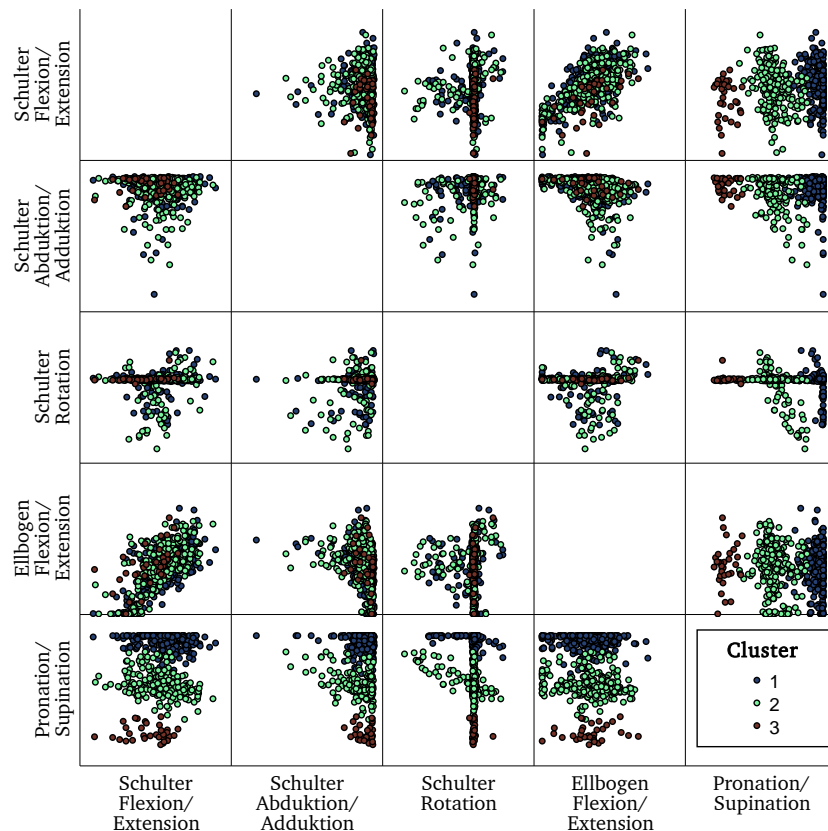 Schulter
Flexion/
Extension
Schulter
Abduktion/
Adduktion
Schulter
Rotation
Ellbogen
Flexion/
Extension
Pronation/
Supination
Cluster
1
2
3
Schulter
Flexion/
Extension
Schulter
Abduktion/
Adduktion
Schulter
Rotation
Ellbogen
Flexion/
Extension
Pronation/
Supination